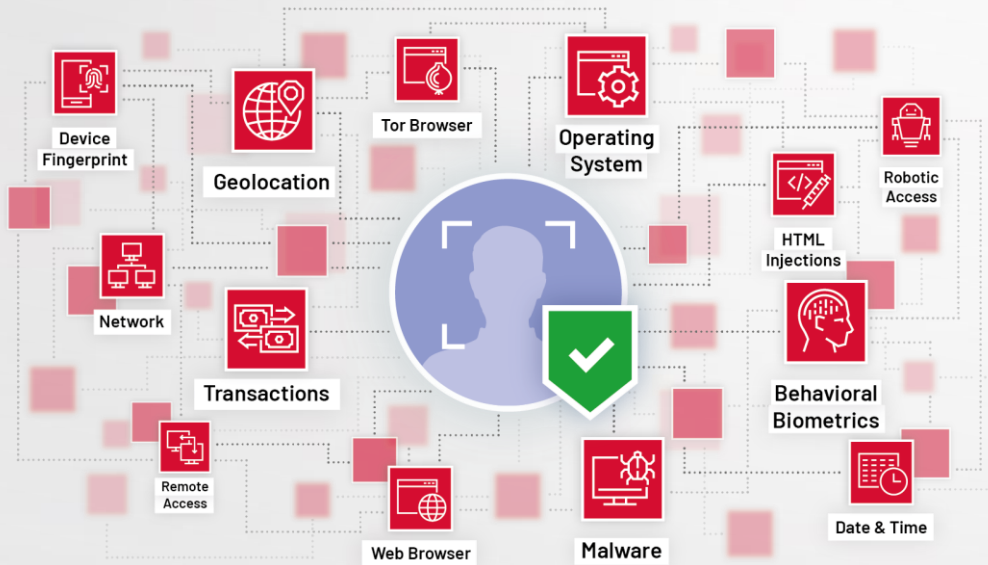 Device
Fingerprint
Geolocation
Tor Browser
Operating
System
Robotic
Access
HTML
Injections
Network
Transactions
Behavioral
Biometrics
Remote
Access
Web Browser
Malware
Date & Time